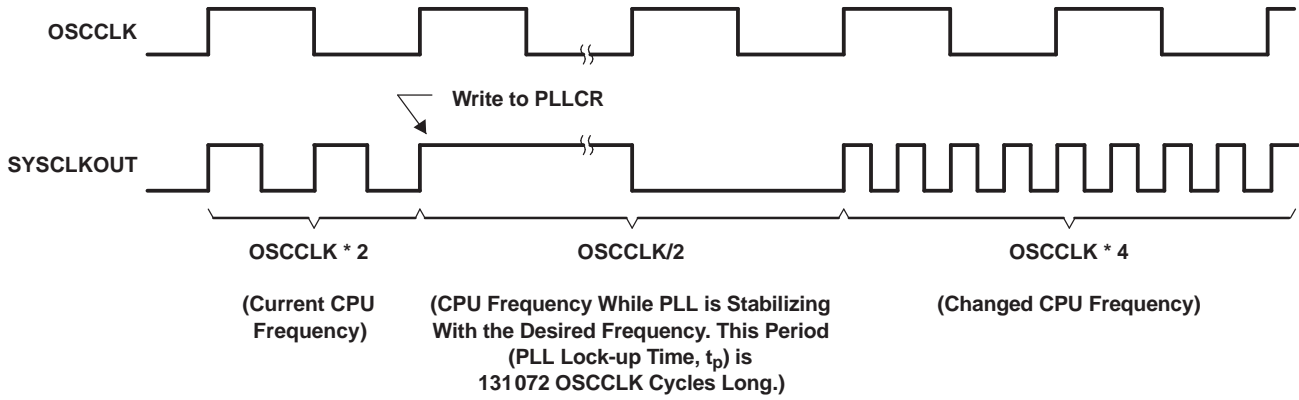 OSCCLK
Write to PLLCR
SYSCLKOUT
OSCCLK * 2
(Current CPU
Frequency)
OSCCLK/2
(CPU Frequency While PLL is Stabilizing
With the Desired Frequency. This Period
(PLL Lock-up Time, tp) is
131072 OSCCLK Cycles Long.)
OSCCLK * 4
(Changed CPU Frequency)